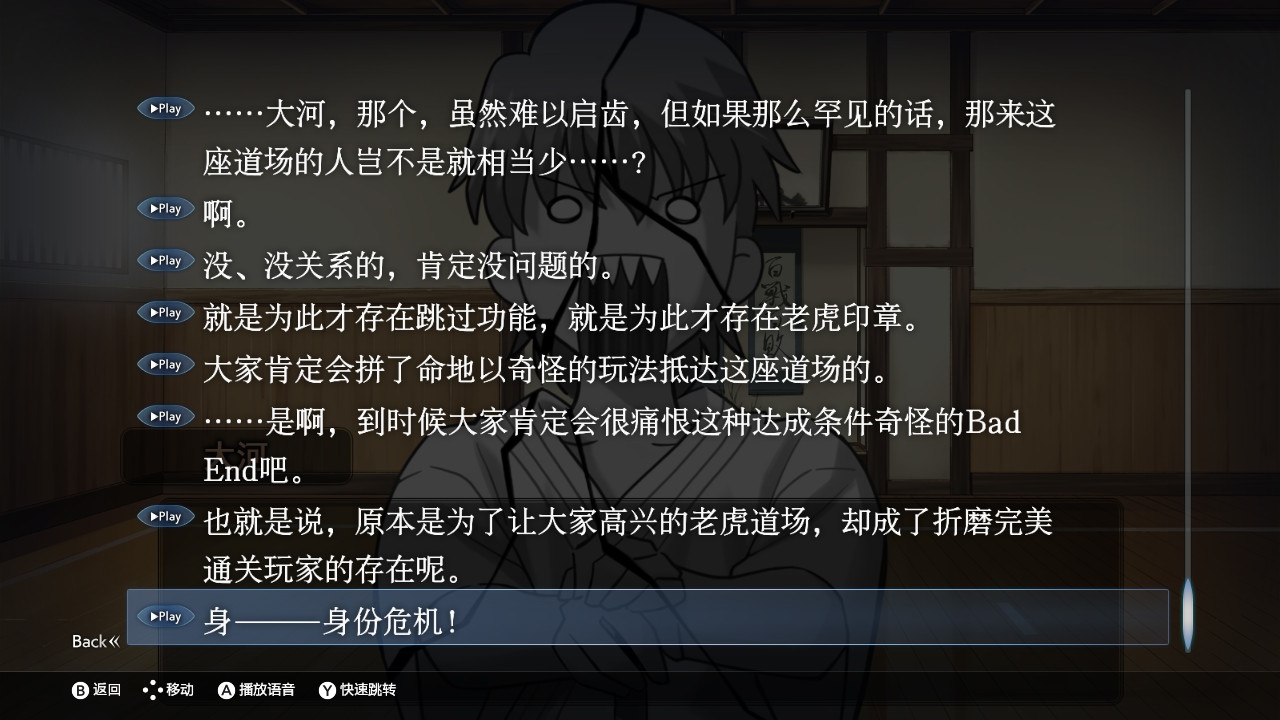 ▶Play
……大河，那个，虽然难以启齿，但如果那么罕见的话，那来这
座道场的人岂不是就相当少……？
▶Play
啊。
▶Play
没、没关系的，肯定没问题的。
▶Play
就是为此才存在跳过功能，就是为此才存在老虎印章。
▶Play
大家肯定会拼了命地以奇怪的玩法抵达这座道场的。
▶Play
……是啊，到时候大家肯定会很痛恨这种达成条件奇怪的Bad
End吧。
大河
▶Play
也就是说，原本是为了让大家高兴的老虎道场，却成了折磨完美
通关玩家的存在呢。
▶Play
身———身份危机！
Back«
B返回
移动
A播放语音
Y快速跳转
百戦